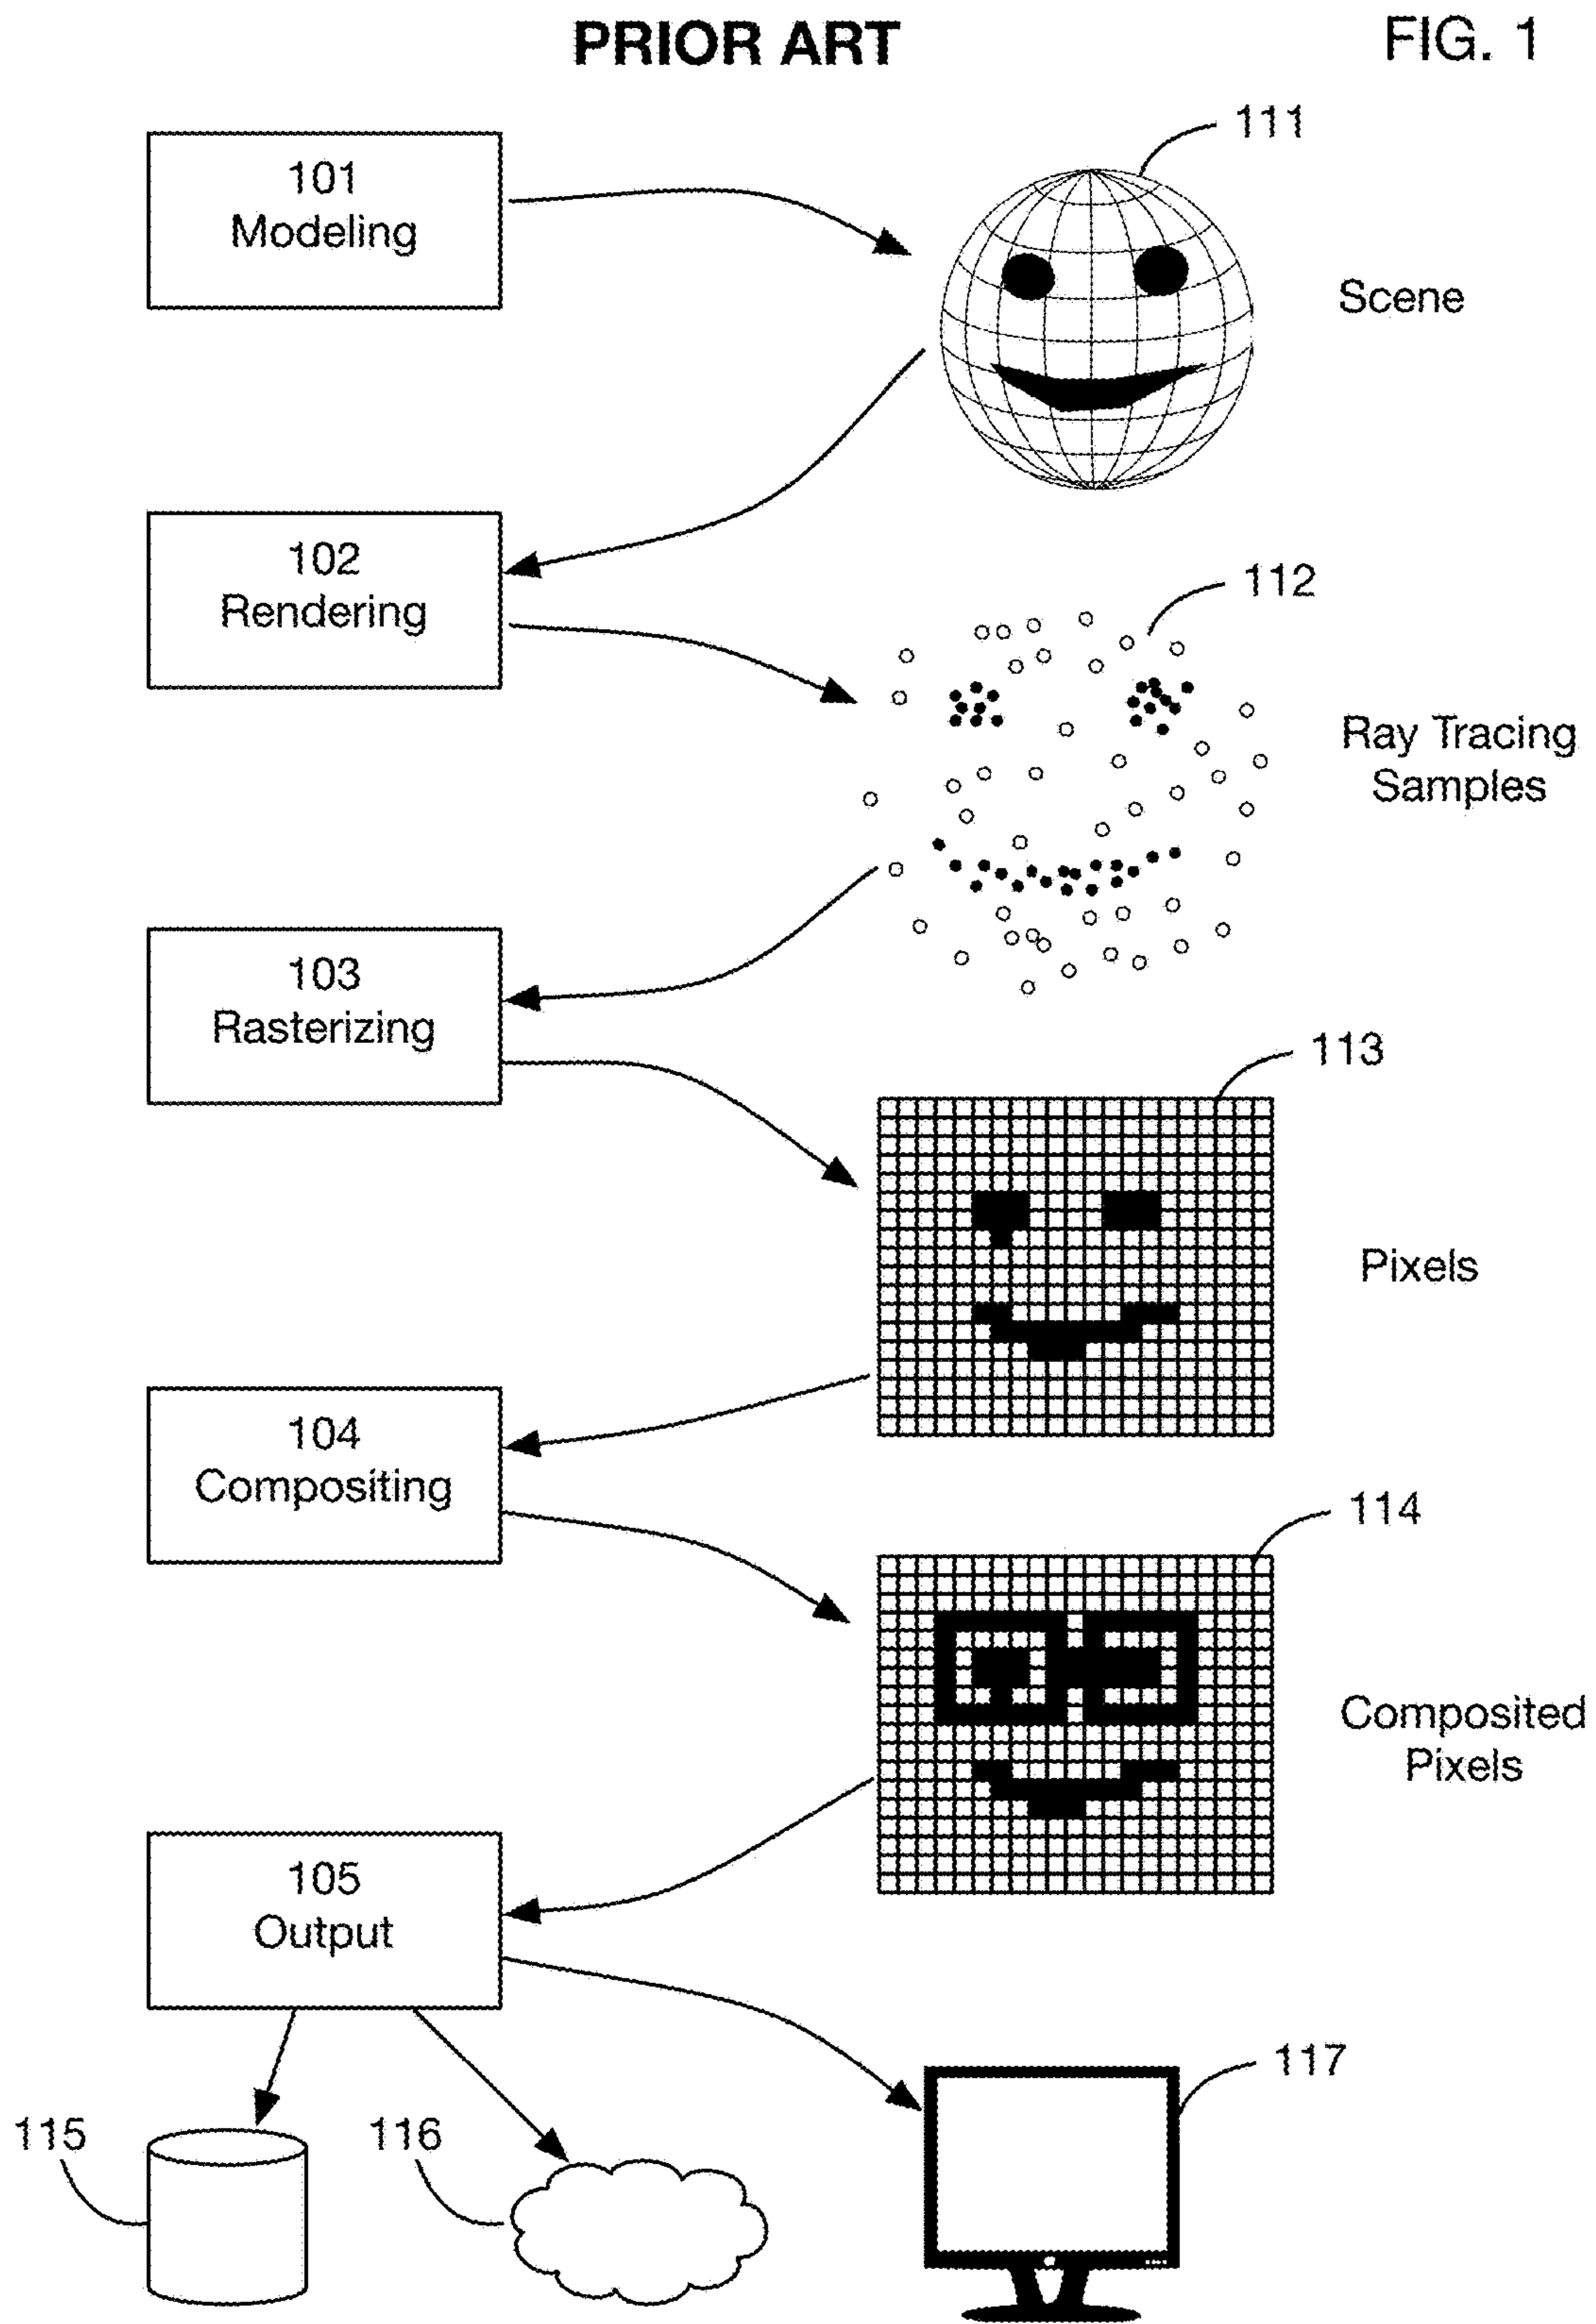 PRIOR ART
FIG. 1
111
101
Modeling
Scene
102
Rendering
112
Ray Tracing
Samples
103
Rasterizing
113
Pixels
104
Compositing
114
Composited
Pixels
105
Output
117
115
116